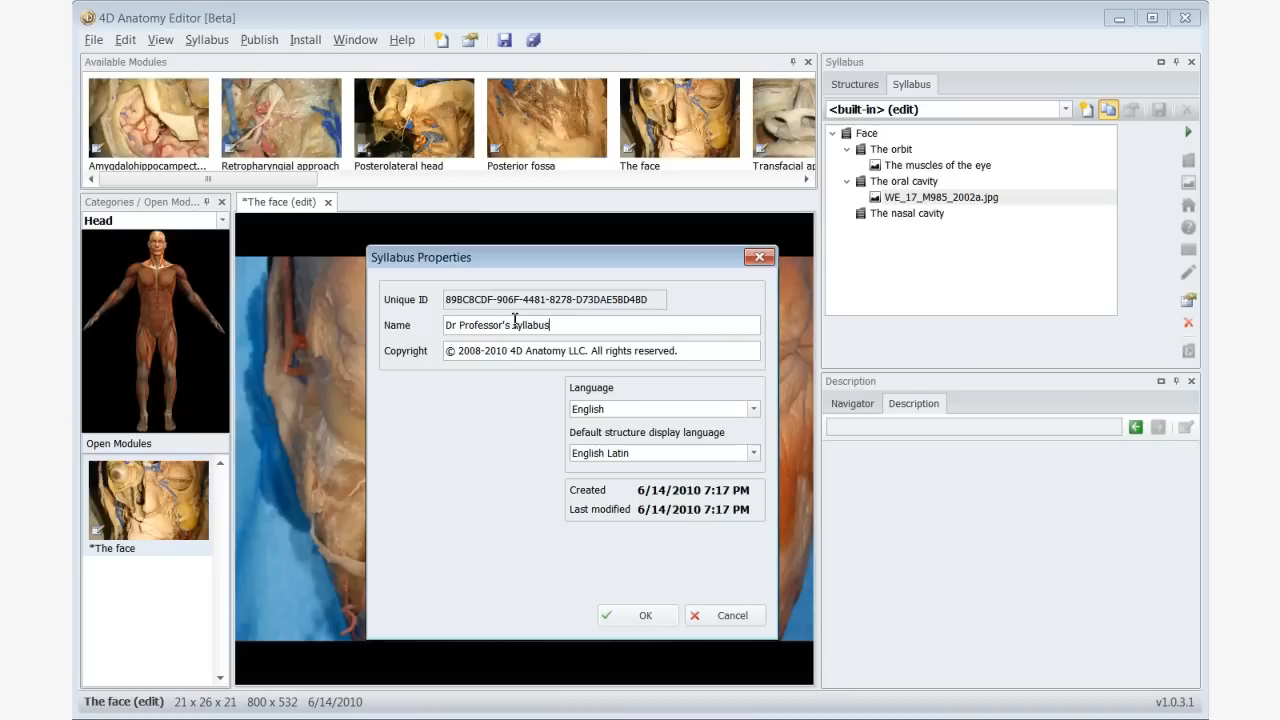 4D Anatomy Editor [Beta]
File Edit View Syllabus Publish Install Window Help
Available Modules
Amygdalohippocampect...
Retropharyngial approach
Posterolateral head
Posterior fossa
The face
Transfacial ap
Categories / Open Mod...
Head
Open Modules
*The face
*The face (edit)
Syllabus Properties
Unique ID 89BC8CDF-906F-4481-8278-D73DAE5BD4BD
Name Dr Professor's syllabus
Copyright © 2008-2010 4D Anatomy LLC. All rights reserved.
Language
English
Default structure display language
English Latin
Created 6/14/2010 7:17 PM
Last modified 6/14/2010 7:17 PM
OK Cancel
Syllabus
Structures Syllabus
<built-in> (edit)
Face
The orbit
The muscles of the eye
The oral cavity
WE_17_M985_2002a.jpg
The nasal cavity
Description
Navigator Description
The face (edit) 21 x 26 x 21 800 x 532 6/14/2010 v1.0.3.1